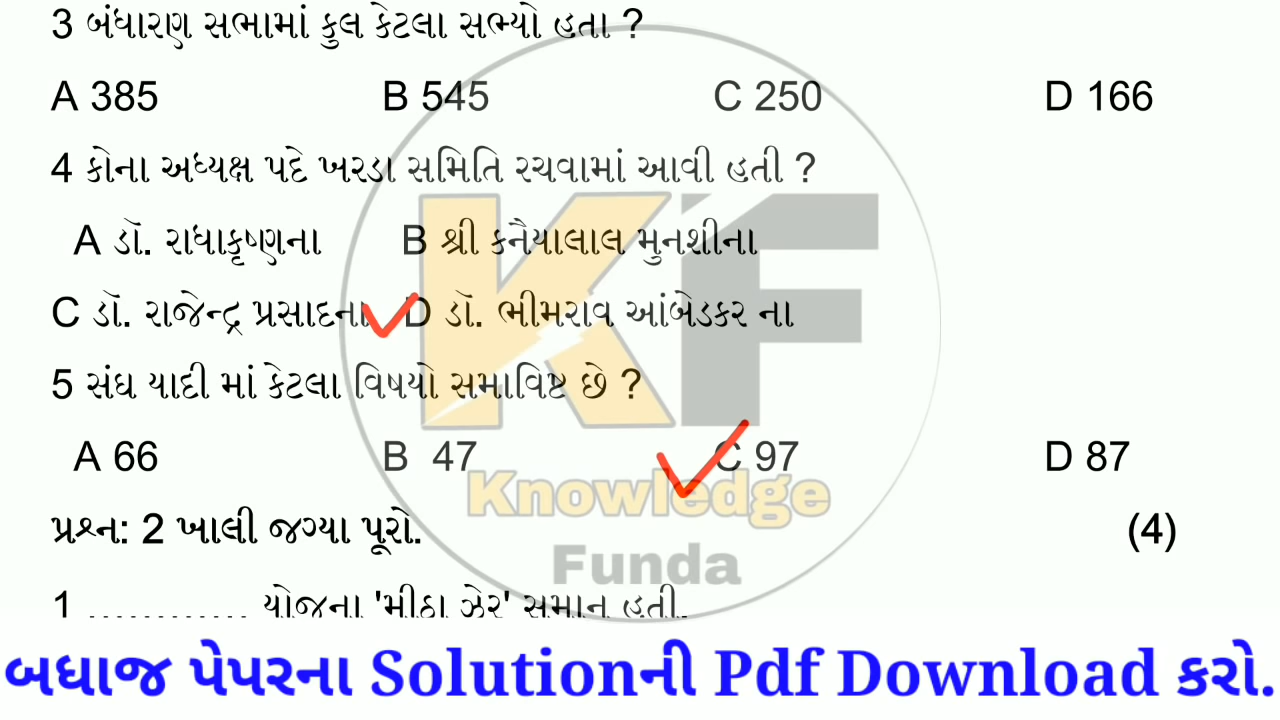 3 બંધારણ સભામાં કુલ કેટલા સભ્યો હતા ?
A 385 B 545 C 250 D 166
4 કોના અધ્યક્ષ પદે ખરડા સમિતિ રચવામાં આવી હતી ?
A ડૉ. રાધાકૃષ્ણના B શ્રી કનૈયાલાલ મુનશીના
C ડૉ. રાજેન્દ્ર પ્રસાદના D ડૉ. ભીમરાવ આંબેડકર ના
5 સંઘ યાદી માં કેટલા વિષયો સમાવિષ્ટ છે ?
A 66 B 47 C 97 D 87
KF
Knowledge
Funda
પ્રશ્ન: 2 ખાલી જગ્યા પૂરો. (4)
1 .............. યોજના 'મીઠા ઝેર' સમાન હતી.
બધાજ પેપરના Solutionની Pdf Download કરો.